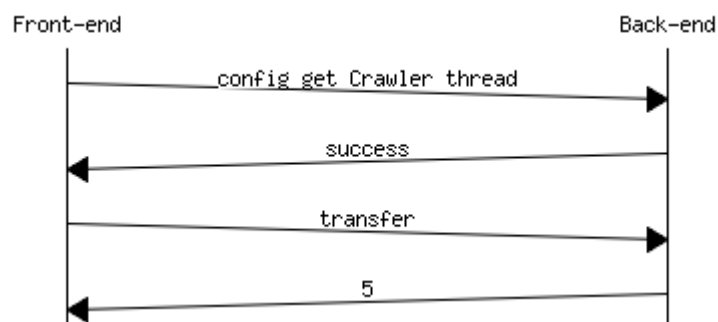 Front-end Back-end
config get Crawler thread
success
transfer
5